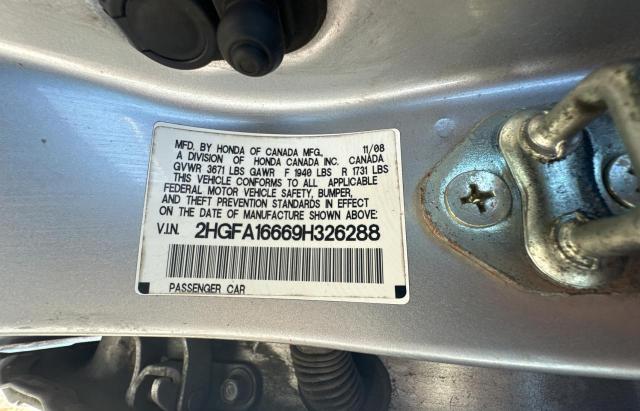 MFD. BY HONDA OF CANADA MFG. 11/08
A DIVISION OF HONDA CANADA INC. CANADA
GVWR 3671 LBS GAWR F 1940 LBS R 1731 LBS
THIS VEHICLE CONFORMS TO ALL APPLICABLE
FEDERAL MOTOR VEHICLE SAFETY, BUMPER,
AND THEFT PREVENTION STANDARDS IN EFFECT
ON THE DATE OF MANUFACTURE SHOWN ABOVE:
V.I.N. 2HGFA16669H326288
PASSENGER CAR